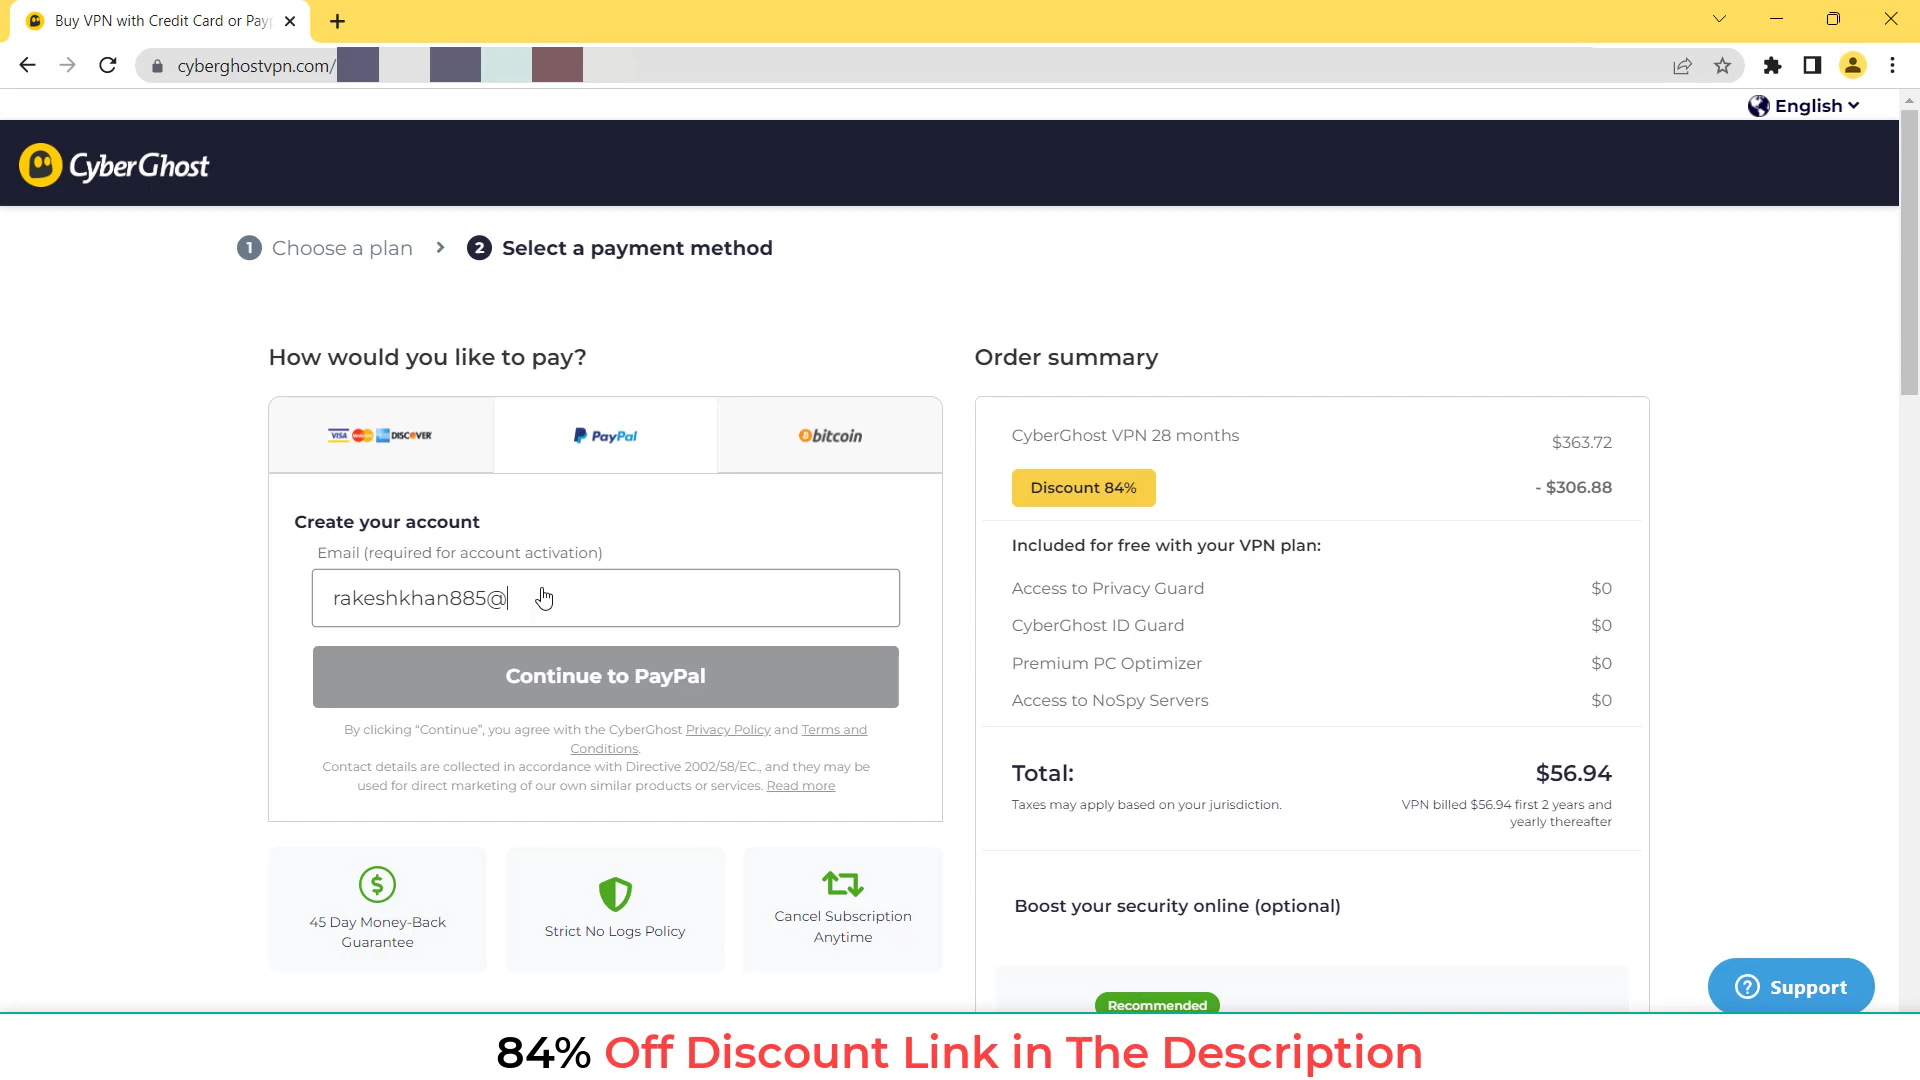 Buy VPN with Credit Card or Pay
cyberghostvpn.com/
English
CyberGhost
1 Choose a plan > 2 Select a payment method
How would you like to pay?
VISA DISCOVER
PayPal
bitcoin
Create your account
Email (required for account activation)
rakeshkhan885@
Continue to PayPal
By clicking “Continue”, you agree with the CyberGhost Privacy Policy and Terms and
Conditions.
Contact details are collected in accordance with Directive 2002/58/EC., and they may be
used for direct marketing of our own similar products or services. Read more
45 Day Money-Back
Guarantee
Strict No Logs Policy
Cancel Subscription
Anytime
Order summary
CyberGhost VPN 28 months $363.72
Discount 84% - $306.88
Included for free with your VPN plan:
Access to Privacy Guard $0
CyberGhost ID Guard $0
Premium PC Optimizer $0
Access to NoSpy Servers $0
Total: $56.94
Taxes may apply based on your jurisdiction.
VPN billed $56.94 first 2 years and
yearly thereafter
Boost your security online (optional)
Recommended
Support
84% Off Discount Link in The Description